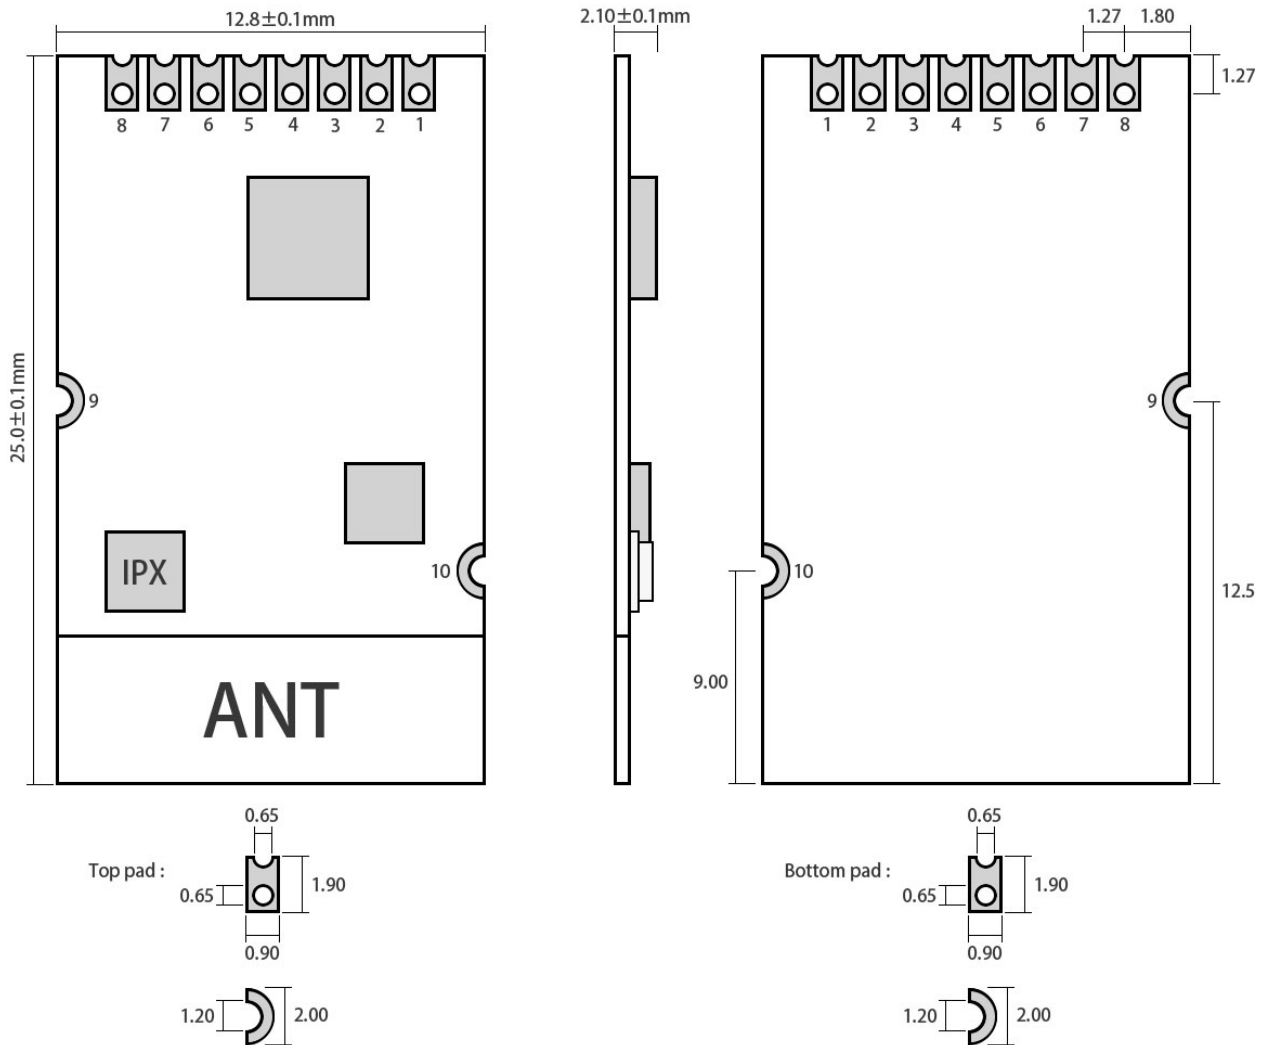 12.8±0.1mm
2.10±0.1mm
1.27 1.80
1.27
8 7 6 5 4 3 2 1
1 2 3 4 5 6 7 8
25.0±0.1mm
9
9
IPX
10
10
12.5
9.00
ANT
0.65
0.65
Top pad :
0.65
1.90
Bottom pad :
0.65
1.90
0.90
0.90
1.20
2.00
1.20
2.00